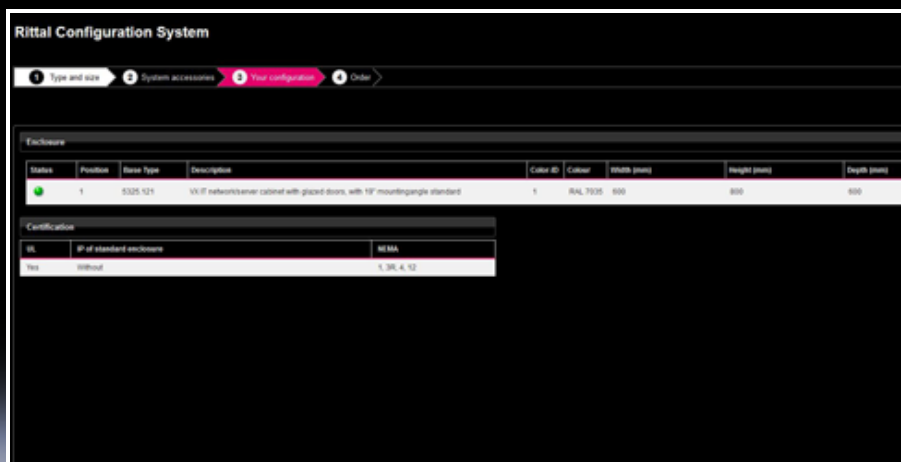 Rittal Configuration System
1 Type and size 2 System accessories 3 Your configuration 4 Order
Enclosure
Status Position Base Type Description Color ID Colour Width (mm) Height (mm) Depth (mm)
1 5325.121 VX IT network/server cabinet with glazed doors, with 19" mountingangle standard 1 RAL 7035 600 800 600
Certification
UL IP of standard enclosure NEMA
Yes Without 1, 3R, 4, 12